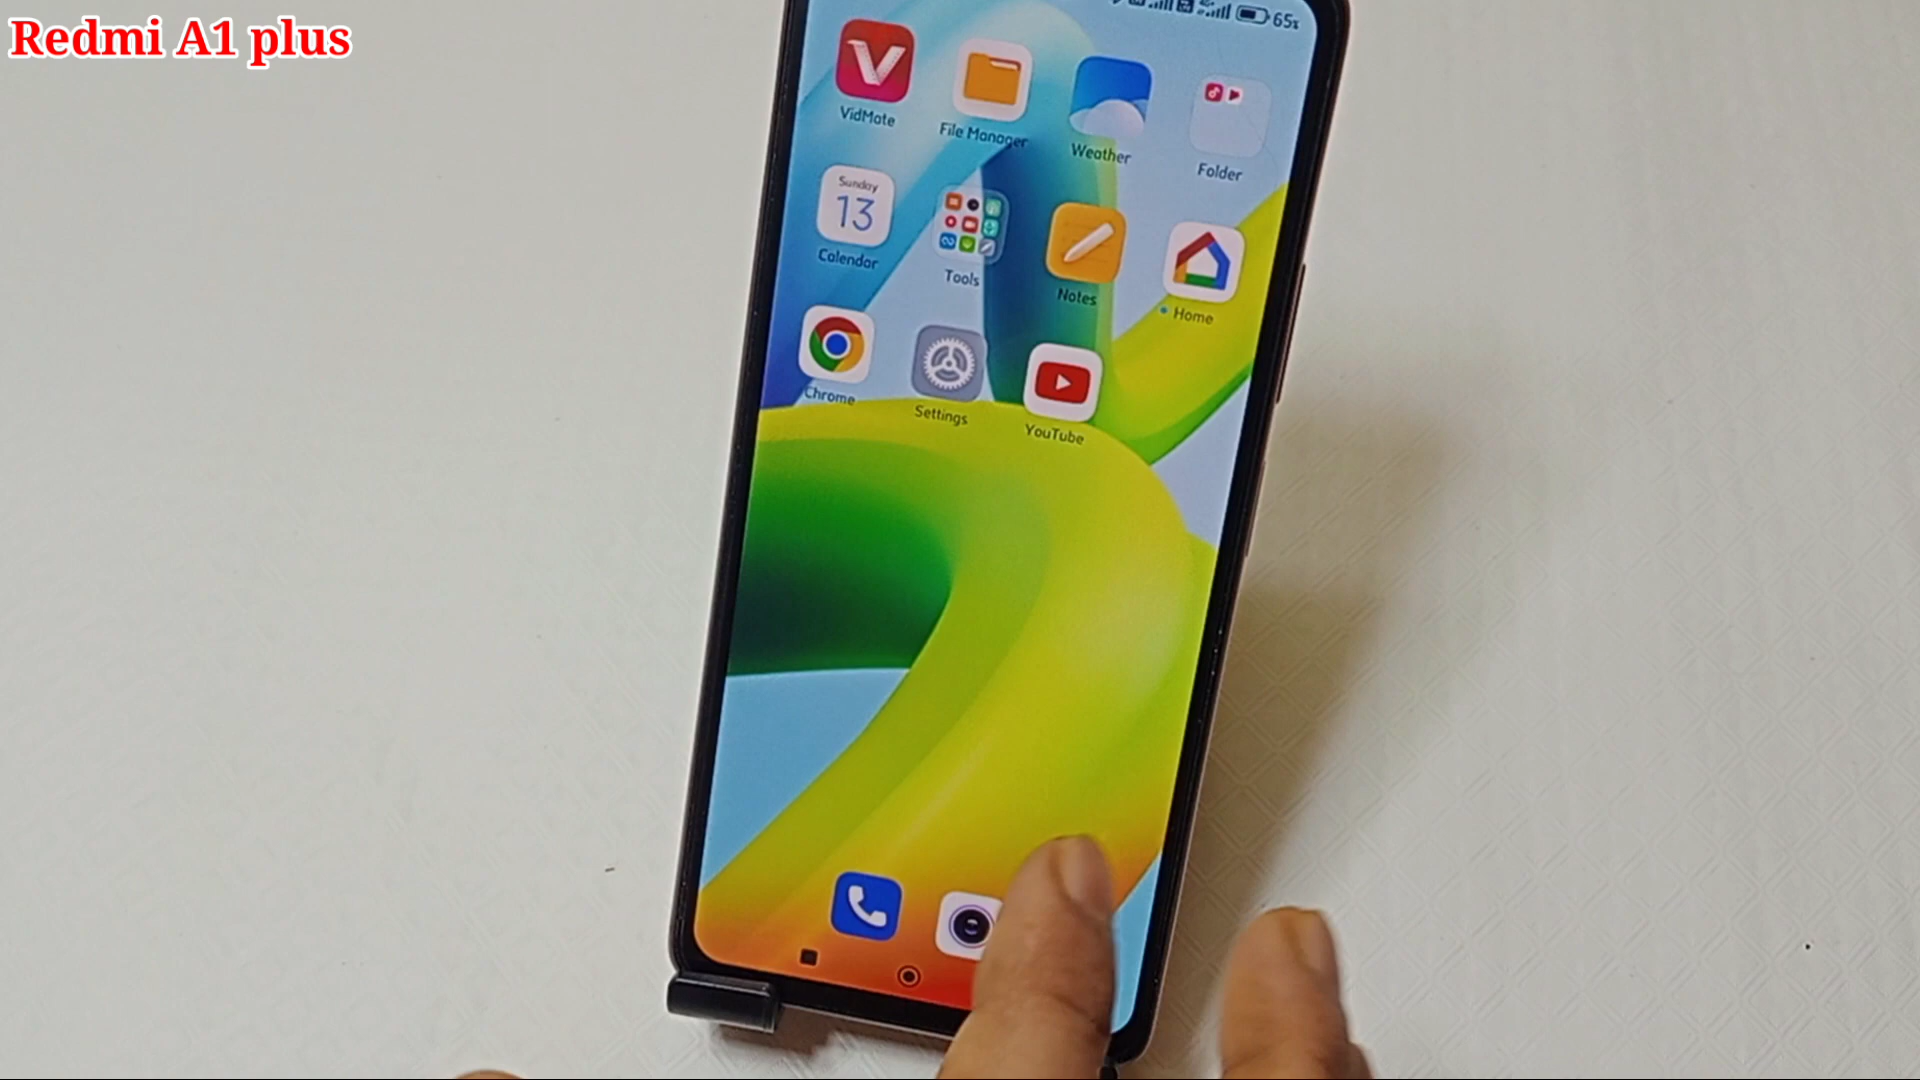 Redmi A1 plus
65%
VidMate
File Manager
Weather
Folder
Sunday
13
Calendar
Tools
Notes
Home
Chrome
Settings
YouTube